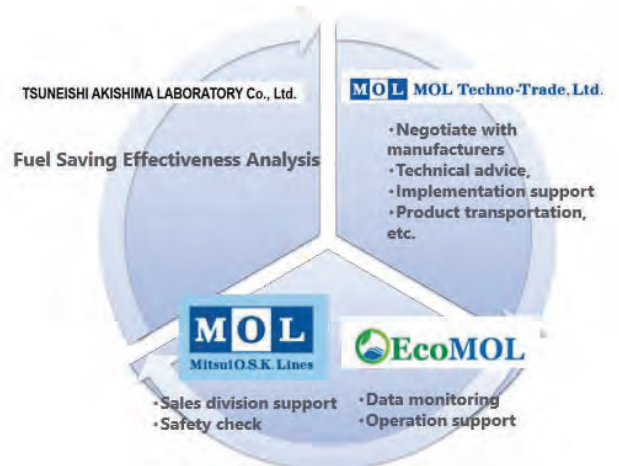 TSUNEISHI AKISHIMA LABORATORY Co., Ltd.
Fuel Saving Effectiveness Analysis
MOL MOL Techno-Trade, Ltd.
・Negotiate with
manufacturers
・Technical advice,
・Implementation support
・Product transportation,
etc.
MOL
Mitsui O.S.K. Lines
・Sales division support
・Safety check
EcoMOL
・Data monitoring
・Operation support